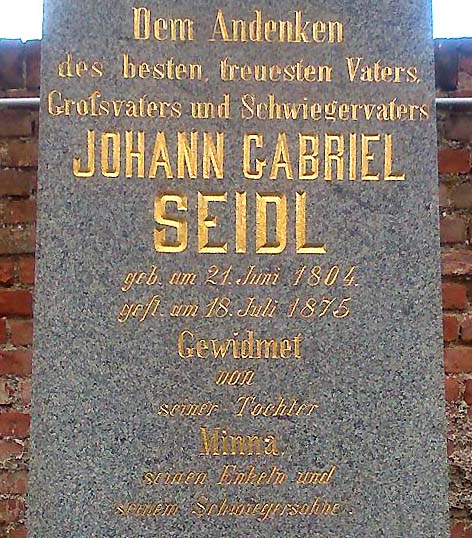 Dem Andenken
des besten, treuesten Vaters,
Großvaters und Schwiegervaters
JOHANN GABRIEL
SEIDL
geb. am 21. Juni 1804.
gest. am 18. Juli 1875
Gewidmet
von
seiner Tochter
Minna,
seinen Enkeln und
seinem Schwiegersohne.